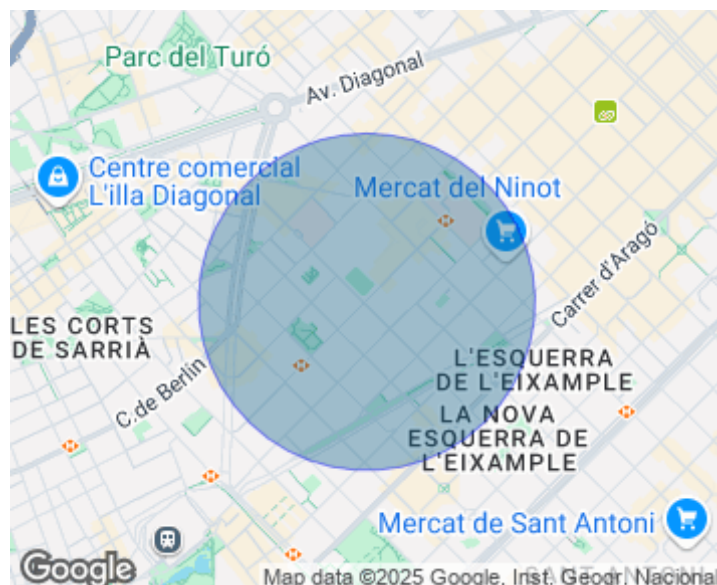 Parc del Turó
Av. Diagonal
Centre comercial
L'illa Diagonal
Mercat del Ninot
Carrer d'Aragó
LES CORTS
DE SARRIÀ
L'ESQUERRA
DE L'EIXAMPLE
C. de Berlín
LA NOVA
ESQUERRA DE
L'EIXAMPLE
Mercat de Sant Antoni
SANT ANTONI
Google
Map data ©2025 Google, Inst. Geogr. Nacional